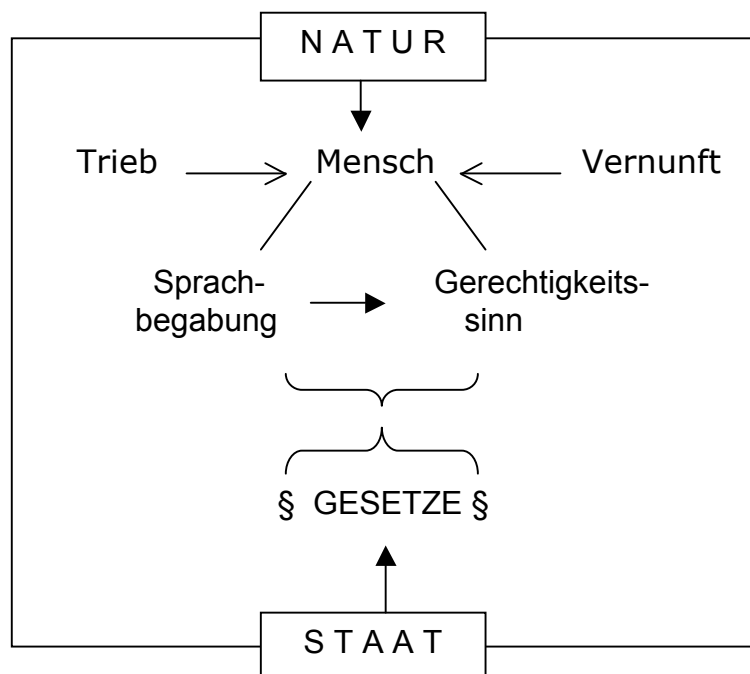 N A T U R
Trieb Mensch Vernunft
Sprach-
begabung
Gerechtigkeits-
sinn
§ GESETZE §
S T A A T